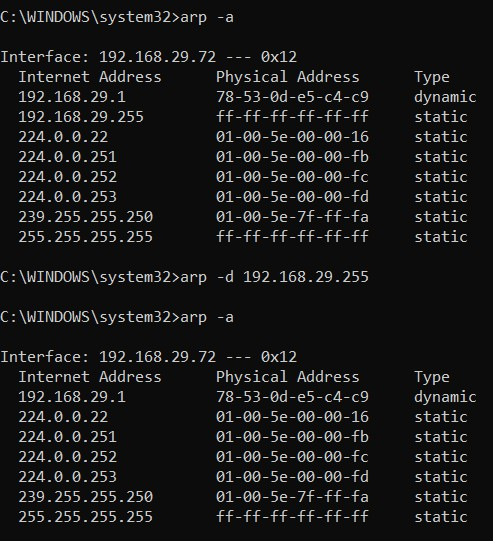 C:\WINDOWS\system32>arp -a
Interface: 192.168.29.72 --- 0x12
Internet Address Physical Address Type
192.168.29.1 78-53-0d-e5-c4-c9 dynamic
192.168.29.255 ff-ff-ff-ff-ff-ff static
224.0.0.22 01-00-5e-00-00-16 static
224.0.0.251 01-00-5e-00-00-fb static
224.0.0.252 01-00-5e-00-00-fc static
224.0.0.253 01-00-5e-00-00-fd static
239.255.255.250 01-00-5e-7f-ff-fa static
255.255.255.255 ff-ff-ff-ff-ff-ff static
C:\WINDOWS\system32>arp -d 192.168.29.255
C:\WINDOWS\system32>arp -a
Interface: 192.168.29.72 --- 0x12
Internet Address Physical Address Type
192.168.29.1 78-53-0d-e5-c4-c9 dynamic
224.0.0.22 01-00-5e-00-00-16 static
224.0.0.251 01-00-5e-00-00-fb static
224.0.0.252 01-00-5e-00-00-fc static
224.0.0.253 01-00-5e-00-00-fd static
239.255.255.250 01-00-5e-7f-ff-fa static
255.255.255.255 ff-ff-ff-ff-ff-ff static